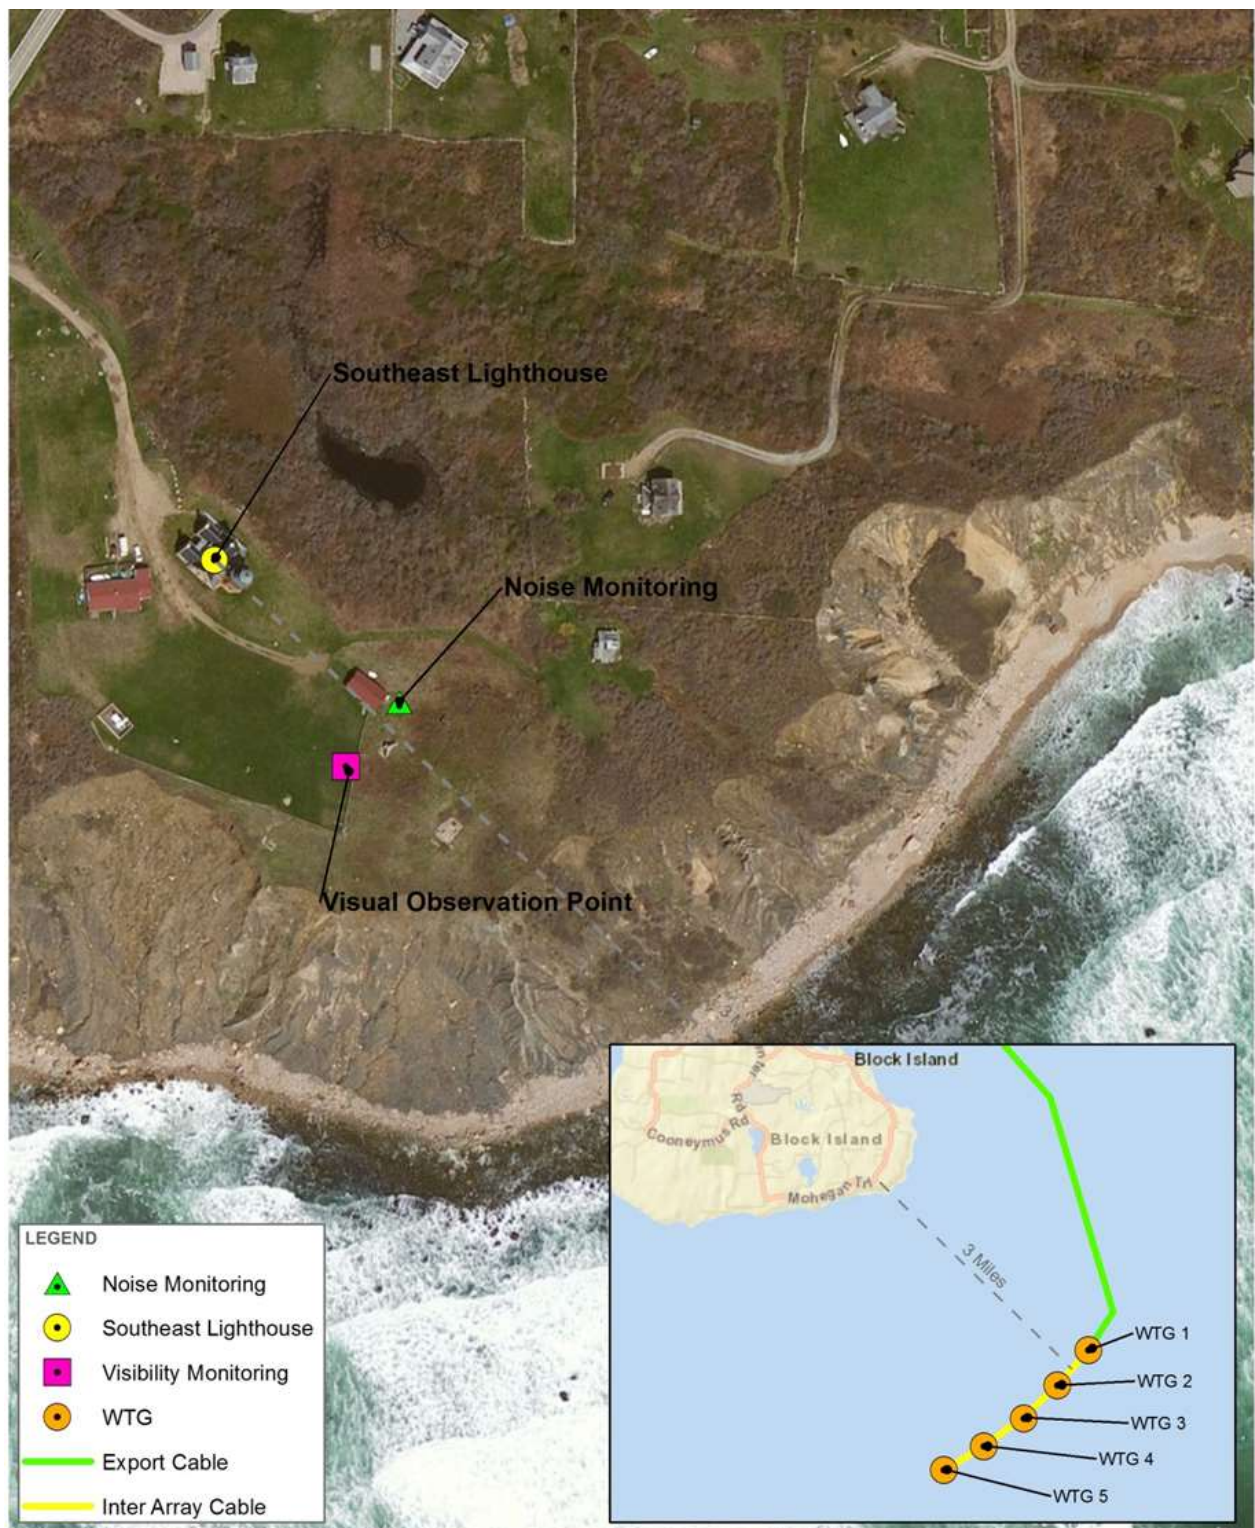 Southeast Lighthouse
Noise Monitoring
Visual Observation Point
Block Island
Rd
Cooneymus Rd
Block Island
Mohegan Trl
3 Miles
WTG 1
WTG 2
WTG 3
WTG 4
WTG 5
LEGEND
Noise Monitoring
Southeast Lighthouse
Visibility Monitoring
WTG
Export Cable
Inter Array Cable